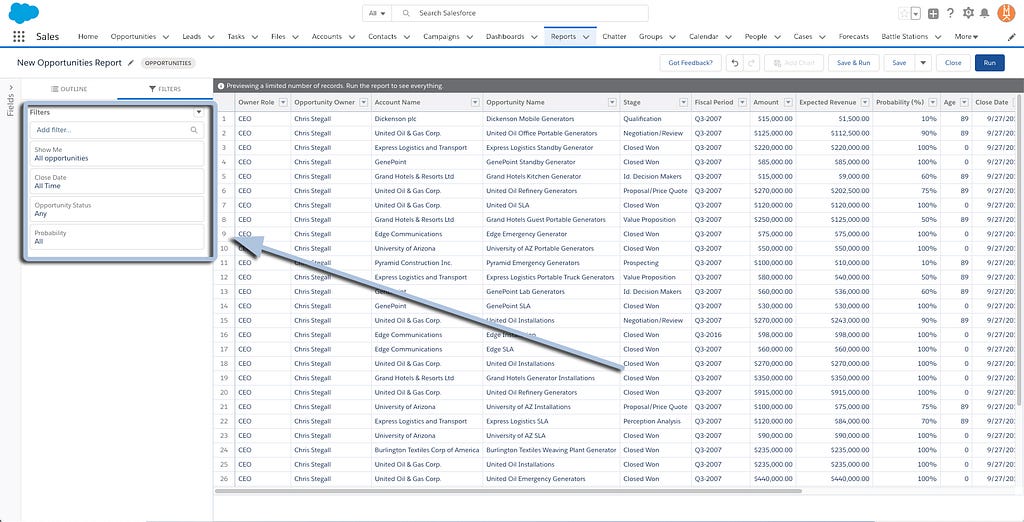 All
Search Salesforce
Sales
Home
Opportunities
Leads
Tasks
Files
Accounts
Contacts
Campaigns
Dashboards
Reports
Chatter
Groups
Calendar
People
Cases
Forecasts
Battle Stations
More
New Opportunities Report
OPPORTUNITIES
Got Feedback?
Add Chart
Save & Run
Save
Close
Run
Fields
OUTLINE
FILTERS
Filters
Add filter...
Show Me
All opportunities
Close Date
All Time
Opportunity Status
Any
Probability
All
Previewing a limited number of records. Run the report to see everything.
Owner Role Opportunity Owner Account Name Opportunity Name Stage Fiscal Period Amount Expected Revenue Probability (%) Age Close Date
1 CEO Chris Stegall Dickenson plc Dickenson Mobile Generators Qualification Q3-2007 $15,000.00 $1,500.00 10% 89 9/27/20
2 CEO Chris Stegall United Oil & Gas Corp. United Oil Office Portable Generators Negotiation/Review Q3-2007 $125,000.00 $112,500.00 90% 89 9/27/20
3 CEO Chris Stegall Express Logistics and Transport Express Logistics Standby Generator Closed Won Q3-2007 $220,000.00 $220,000.00 100% 0 9/27/20
4 CEO Chris Stegall GenePoint GenePoint Standby Generator Closed Won Q3-2007 $85,000.00 $85,000.00 100% 0 9/27/20
5 CEO Chris Stegall Grand Hotels & Resorts Ltd Grand Hotels Kitchen Generator Id. Decision Makers Q3-2007 $15,000.00 $9,000.00 60% 89 9/27/20
6 CEO Chris Stegall United Oil & Gas Corp. United Oil Refinery Generators Proposal/Price Quote Q3-2007 $270,000.00 $202,500.00 75% 89 9/27/20
7 CEO Chris Stegall United Oil & Gas Corp. United Oil SLA Closed Won Q3-2007 $120,000.00 $120,000.00 100% 0 9/27/20
8 CEO Chris Stegall Grand Hotels & Resorts Ltd Grand Hotels Guest Portable Generators Value Proposition Q3-2007 $250,000.00 $125,000.00 50% 89 9/27/20
9 CEO Chris Stegall Edge Communications Edge Emergency Generator Closed Won Q3-2007 $75,000.00 $75,000.00 100% 0 9/27/20
10 CEO Chris Stegall University of Arizona University of AZ Portable Generators Closed Won Q3-2007 $50,000.00 $50,000.00 100% 0 9/27/20
11 CEO Chris Stegall Pyramid Construction Inc. Pyramid Emergency Generators Prospecting Q3-2007 $100,000.00 $10,000.00 10% 89 9/27/20
12 CEO Chris Stegall Express Logistics and Transport Express Logistics Portable Truck Generators Value Proposition Q3-2007 $80,000.00 $40,000.00 50% 89 9/27/20
13 CEO Chris Stegall GenePoint GenePoint Lab Generators Id. Decision Makers Q3-2007 $60,000.00 $36,000.00 60% 89 9/27/20
14 CEO Chris Stegall GenePoint GenePoint SLA Closed Won Q3-2007 $30,000.00 $30,000.00 100% 0 9/27/20
15 CEO Chris Stegall United Oil & Gas Corp. United Oil Installations Negotiation/Review Q3-2007 $270,000.00 $243,000.00 90% 89 9/27/20
16 CEO Chris Stegall Edge Communications Edge Closed Won Q3-2016 $98,000.00 $98,000.00 100% 0 9/27/20
17 CEO Chris Stegall Edge Communications Edge SLA Closed Won Q3-2007 $60,000.00 $60,000.00 100% 0 9/27/20
18 CEO Chris Stegall United Oil & Gas Corp. United Oil Installations Closed Won Q3-2007 $270,000.00 $270,000.00 100% 0 9/27/20
19 CEO Chris Stegall Grand Hotels & Resorts Ltd Grand Hotels Generator Installations Closed Won Q3-2007 $350,000.00 $350,000.00 100% 0 9/27/20
20 CEO Chris Stegall United Oil & Gas Corp. United Oil Refinery Generators Closed Won Q3-2007 $915,000.00 $915,000.00 100% 0 9/27/20
21 CEO Chris Stegall University of Arizona University of AZ Installations Proposal/Price Quote Q3-2007 $100,000.00 $75,000.00 75% 89 9/27/20
22 CEO Chris Stegall Express Logistics and Transport Express Logistics SLA Perception Analysis Q3-2007 $120,000.00 $84,000.00 70% 89 9/27/20
23 CEO Chris Stegall University of Arizona University of AZ SLA Closed Won Q3-2007 $90,000.00 $90,000.00 100% 0 9/27/20
24 CEO Chris Stegall Burlington Textiles Corp of America Burlington Textiles Weaving Plant Generator Closed Won Q3-2007 $235,000.00 $235,000.00 100% 0 9/27/20
25 CEO Chris Stegall United Oil & Gas Corp. United Oil Installations Closed Won Q3-2007 $235,000.00 $235,000.00 100% 0 9/27/20
26 CEO Chris Stegall United Oil & Gas Corp. United Oil Emergency Generators Closed Won Q3-2007 $440,000.00 $440,000.00 100% 0 9/27/20